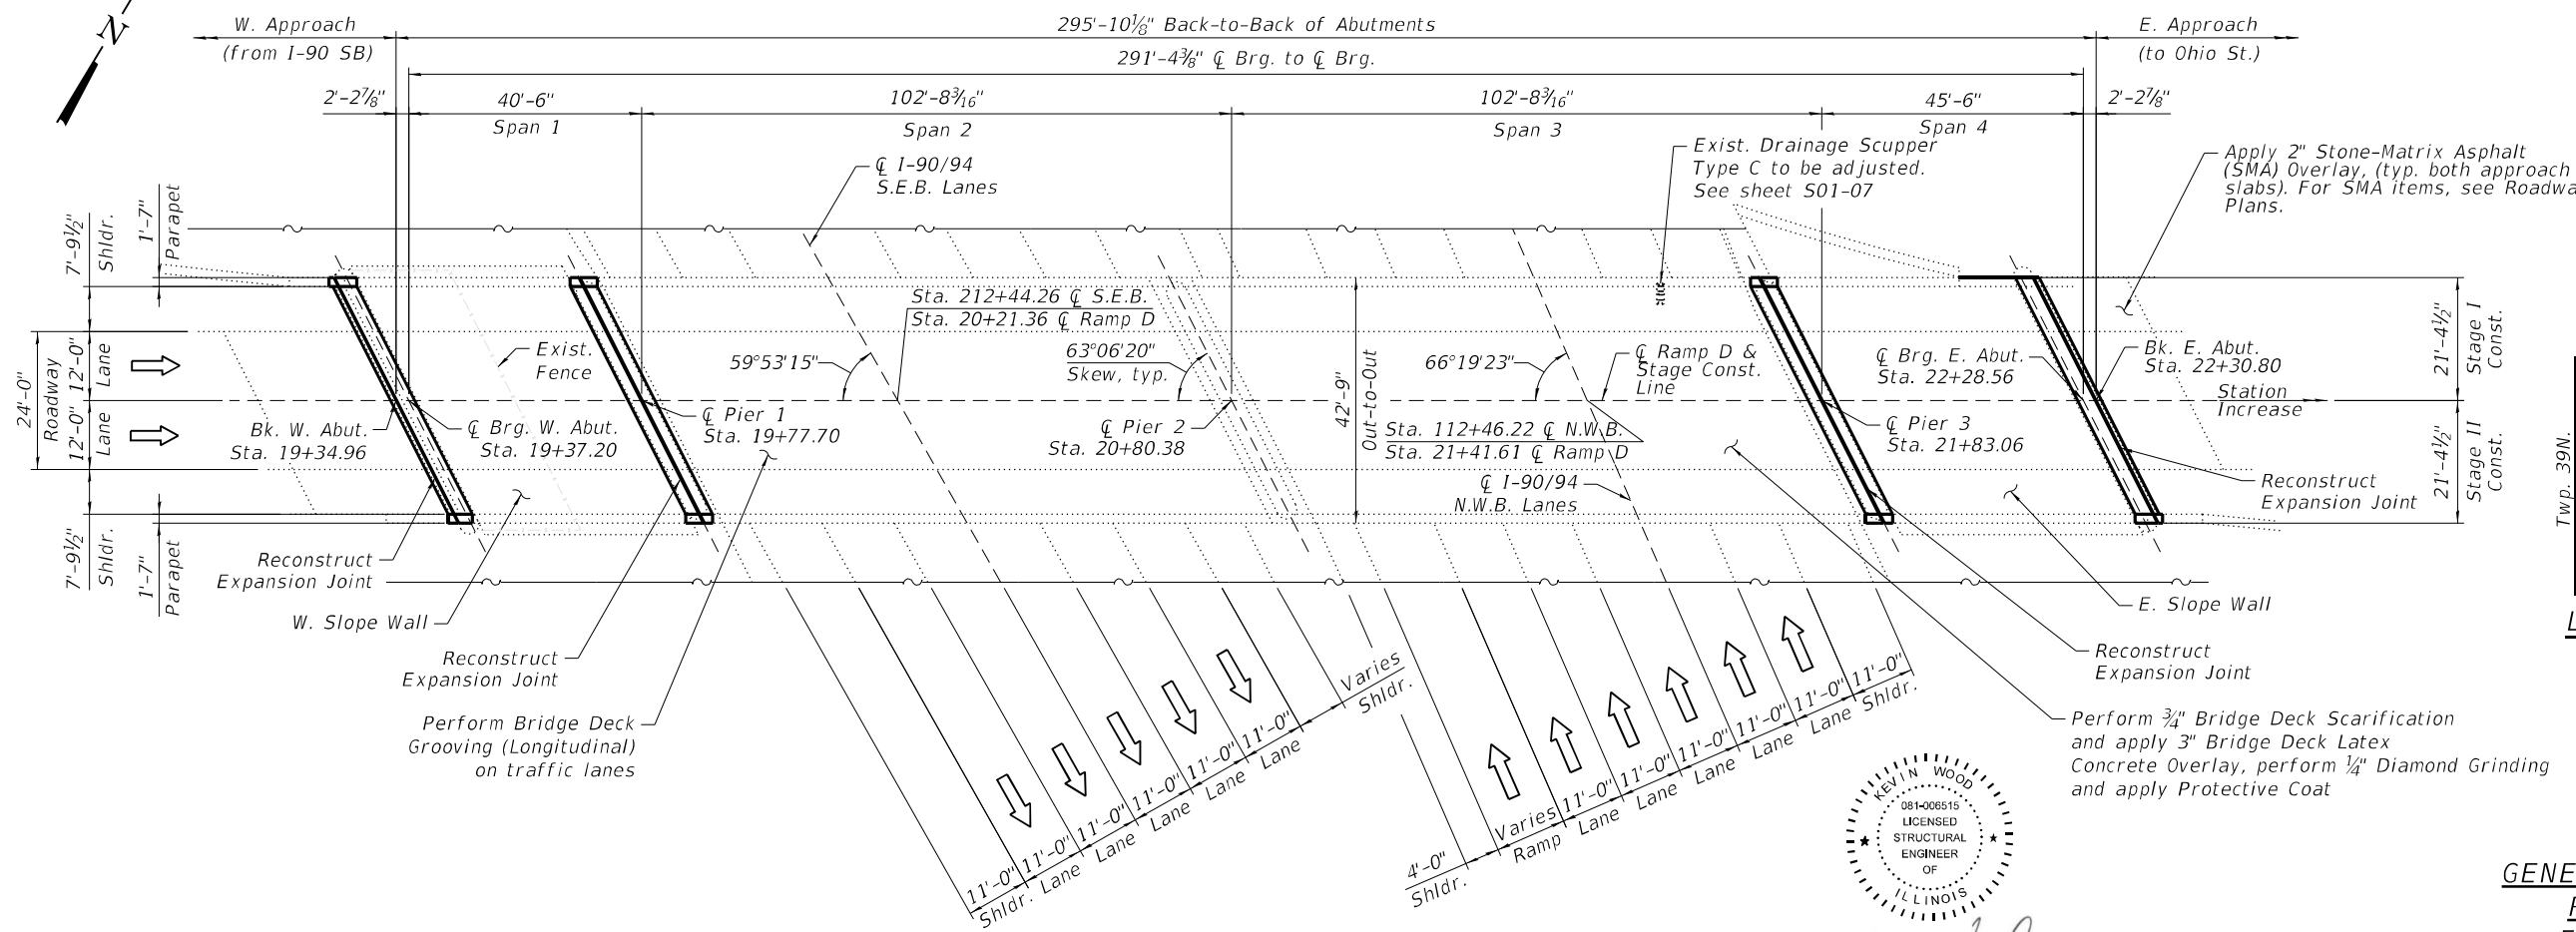 N
W. Approach
(from I-90 SB)
295'-10⅛" Back-to-Back of Abutments
E. Approach
(to Ohio St.)
291'-4⅜" ℄ Brg. to ℄ Brg.
2'-2⅞"
40'-6"
Span 1
102'-8³⁄₁₆"
Span 2
102'-8³⁄₁₆"
Span 3
45'-6"
Span 4
2'-2⅞"
℄ I-90/94
S.E.B. Lanes
Exist. Drainage Scupper
Type C to be adjusted.
See sheet S01-07
Apply 2" Stone-Matrix Asphalt
(SMA) Overlay, (typ. both approach
slabs). For SMA items, see Roadwa
Plans.
7'-9½"
Shldr.
1'-7"
Parapet
24'-0"
Roadway
12'-0"
Lane
12'-0"
Lane
7'-9½"
Shldr.
1'-7"
Parapet
Exist.
Fence
Sta. 212+44.26 ℄ S.E.B.
Sta. 20+21.36 ℄ Ramp D
59°53'15"
63°06'20"
Skew, typ.
42'-9"
Out-to-Out
66°19'23"
℄ Ramp D &
Stage Const.
Line
℄ Brg. E. Abut.
Sta. 22+28.56
Bk. E. Abut.
Sta. 22+30.80
Station
Increase
21'-4½"
Stage I
Const.
21'-4½"
Stage II
Const.
Bk. W. Abut.
Sta. 19+34.96
℄ Brg. W. Abut.
Sta. 19+37.20
℄ Pier 1
Sta. 19+77.70
℄ Pier 2
Sta. 20+80.38
Sta. 112+46.22 ℄ N.W.B.
Sta. 21+41.61 ℄ Ramp D
℄ Pier 3
Sta. 21+83.06
℄ I-90/94
N.W.B. Lanes
Reconstruct
Expansion Joint
Twp. 39N.
Reconstruct
Expansion Joint
W. Slope Wall
E. Slope Wall
Reconstruct
Expansion Joint
Reconstruct
Expansion Joint
Perform Bridge Deck
Grooving (Longitudinal)
on traffic lanes
Perform ¾" Bridge Deck Scarification
and apply 3" Bridge Deck Latex
Concrete Overlay, perform ¼" Diamond Grinding
and apply Protective Coat
11'-0"
Shldr.
11'-0"
Lane
11'-0"
Lane
11'-0"
Lane
11'-0"
Lane
11'-0"
Lane
Varies
Shldr.
4'-0"
Shldr.
Varies
Ramp
11'-0"
Lane
11'-0"
Lane
11'-0"
Lane
11'-0"
Lane
11'-0"
Shldr.
KEVIN WOOD
081-006515
LICENSED
STRUCTURAL
ENGINEER
OF
ILLINOIS
L
GENE